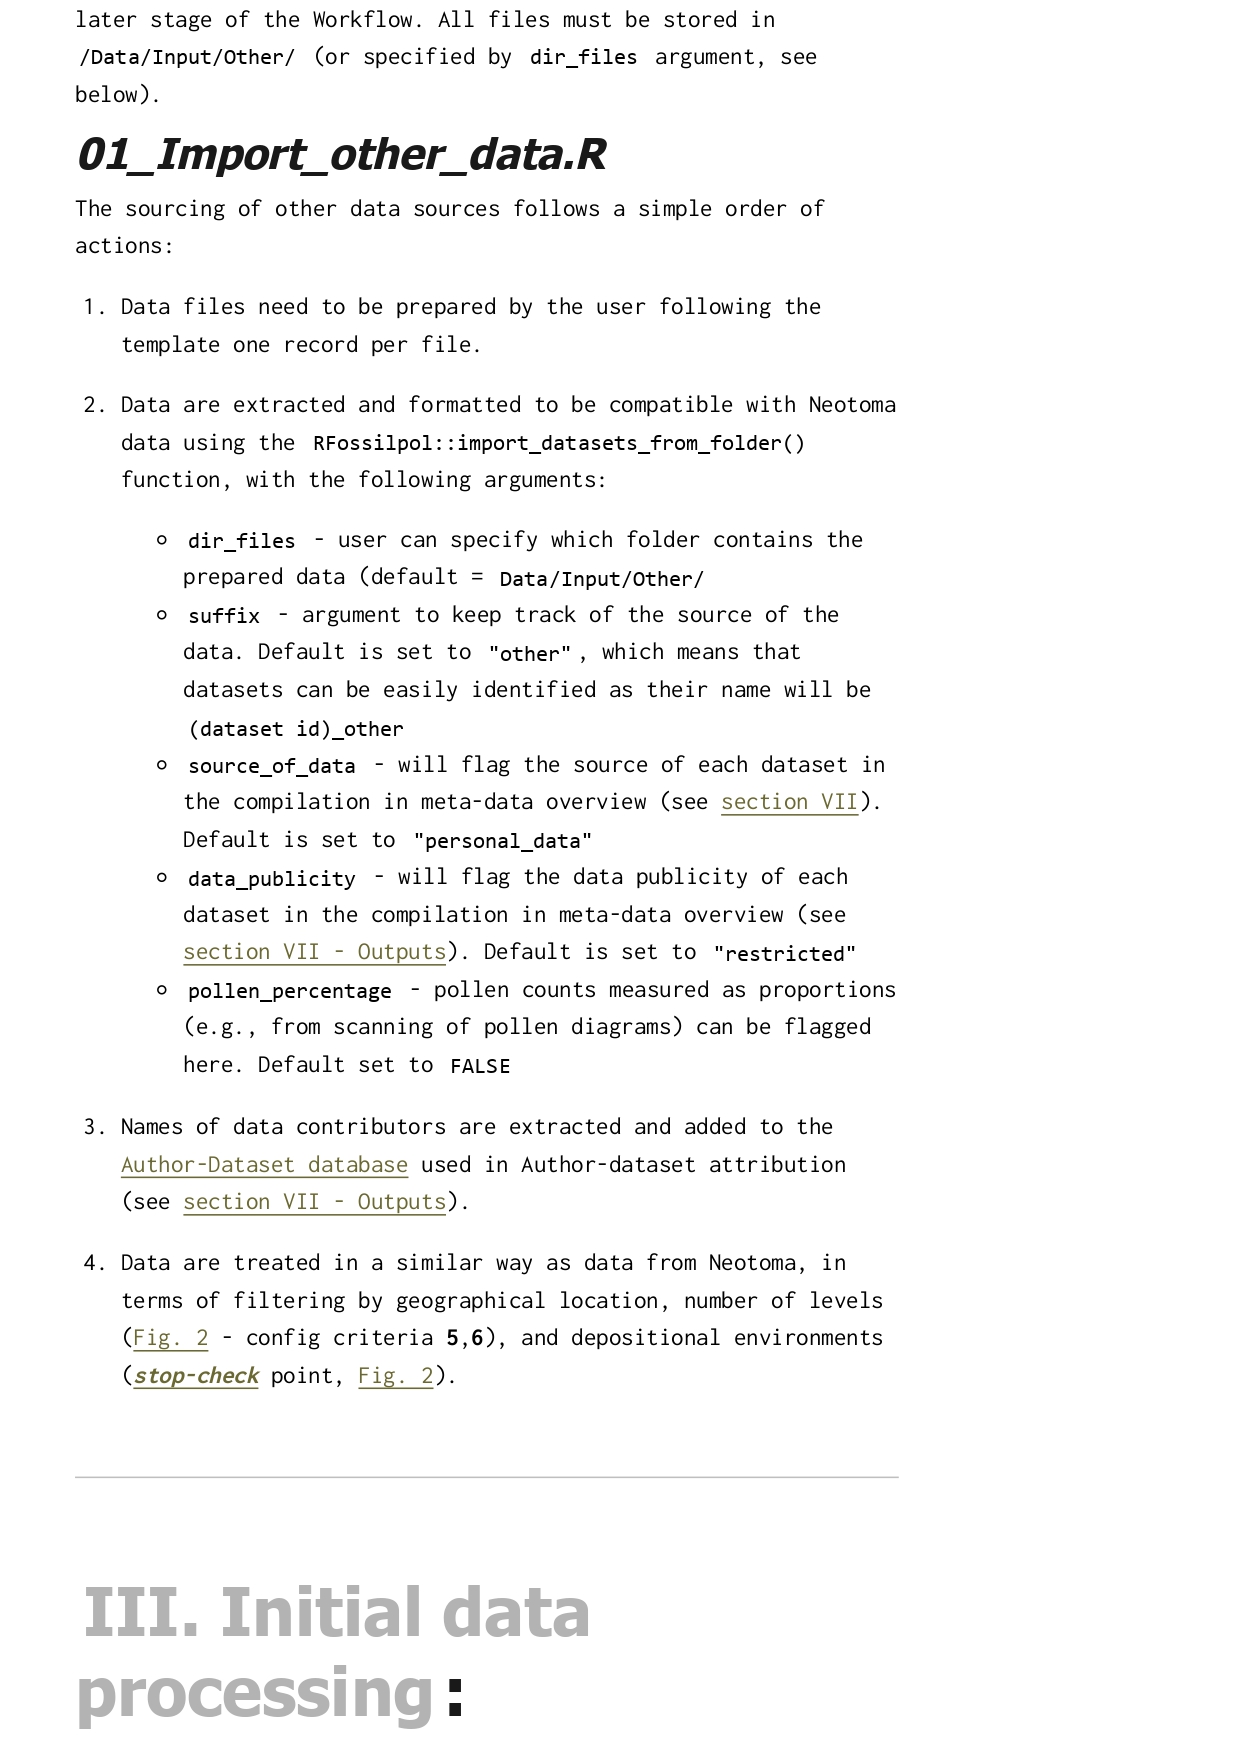 later stage of the Workflow. All files must be stored in
/Data/Input/Other/ (or specified by dir_files argument, see
below).
01_Import_other_data.R
The sourcing of other data sources follows a simple order of
actions:
1. Data files need to be prepared by the user following the
template one record per file.
2. Data are extracted and formatted to be compatible with Neotoma
data using the RFossilpol::import_datasets_from_folder()
function, with the following arguments:
dir_files - user can specify which folder contains the
prepared data (default = Data/Input/Other/
suffix - argument to keep track of the source of the
data. Default is set to "other", which means that
datasets can be easily identified as their name will be
(dataset id)_other
source_of_data - will flag the source of each dataset in
the compilation in meta-data overview (see section VII).
Default is set to "personal_data"
data_publicity - will flag the data publicity of each
dataset in the compilation in meta-data overview (see
section VII - Outputs). Default is set to "restricted"
pollen_percentage - pollen counts measured as proportions
(e.g., from scanning of pollen diagrams) can be flagged
here. Default set to FALSE
3. Names of data contributors are extracted and added to the
Author-Dataset database used in Author-dataset attribution
(see section VII - Outputs).
4. Data are treated in a similar way as data from Neotoma, in
terms of filtering by geographical location, number of levels
(Fig. 2 - config criteria 5,6), and depositional environments
(stop-check point, Fig. 2).
III. Initial data
processing: